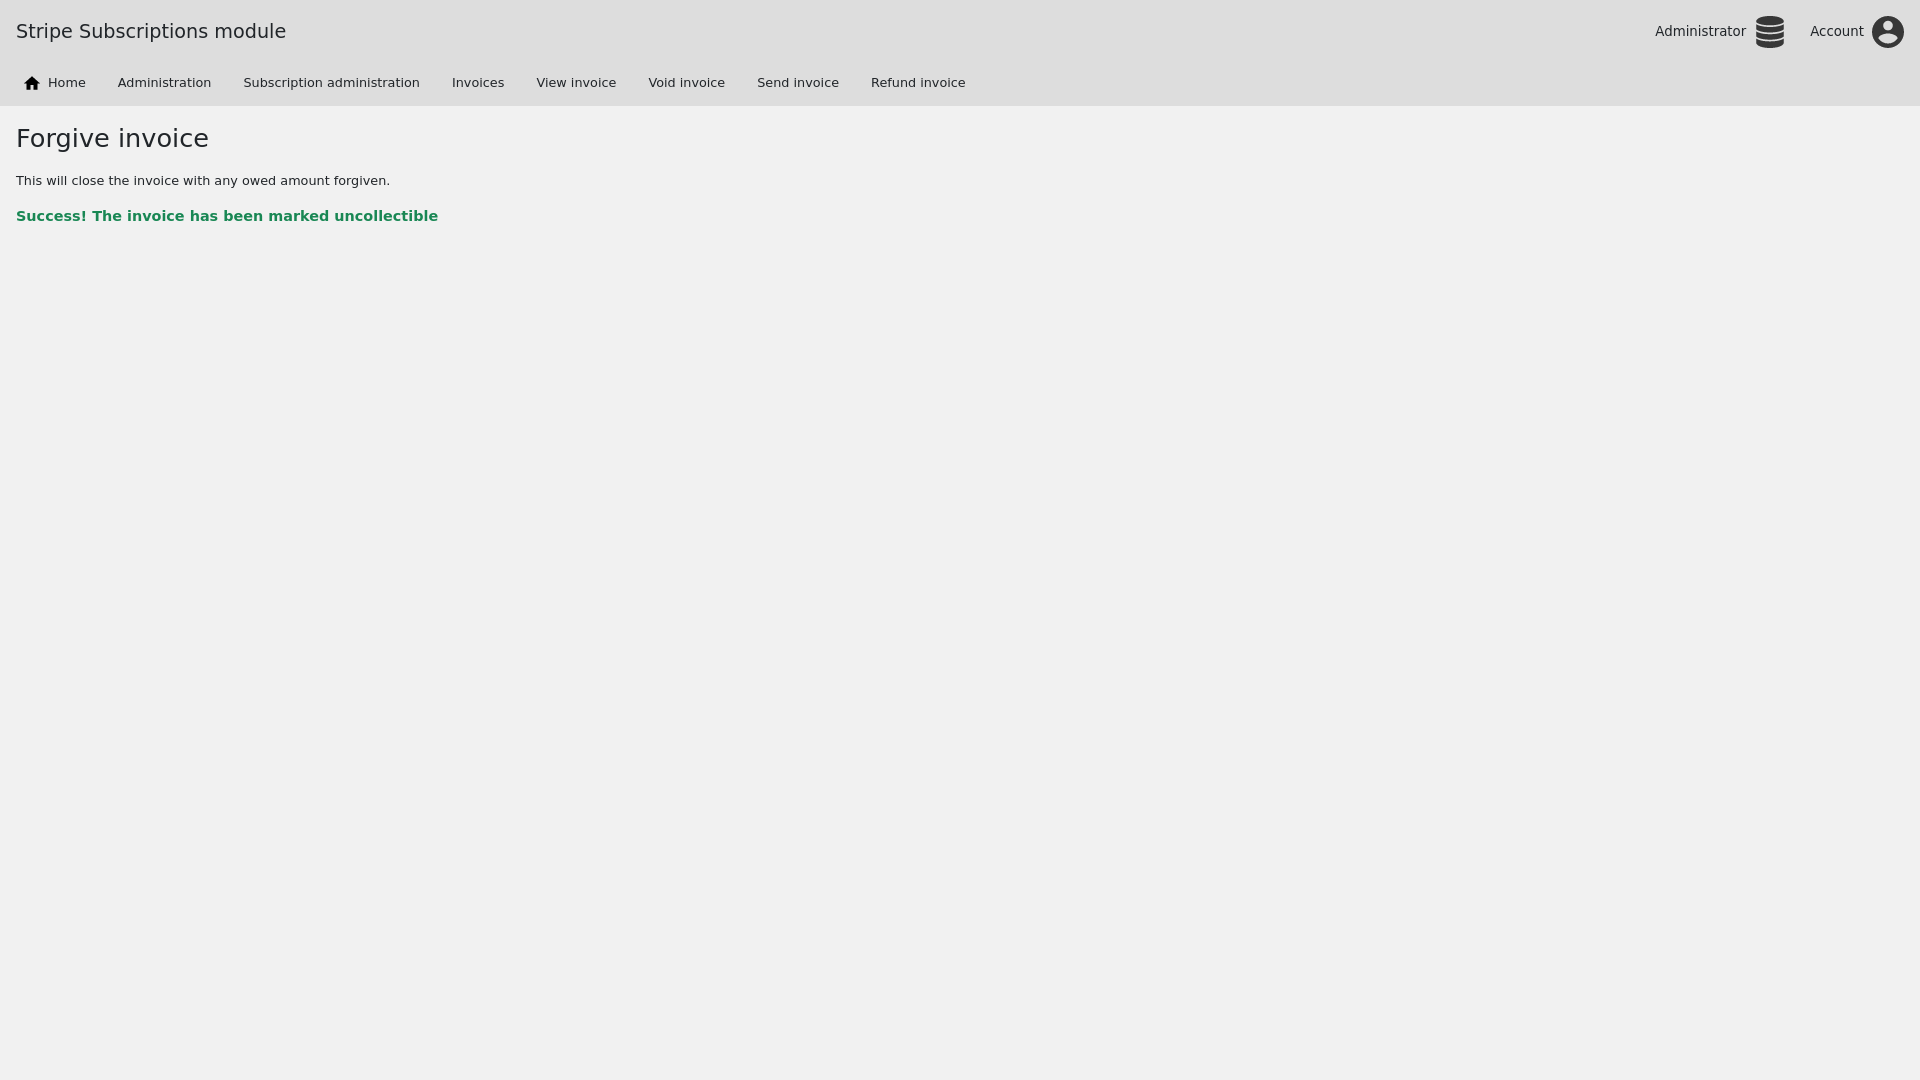 Stripe Subscriptions module
Administrator
Account
Home
Administration
Subscription administration
Invoices
View invoice
Void invoice
Send invoice
Refund invoice
Forgive invoice
This will close the invoice with any owed amount forgiven.
Success! The invoice has been marked uncollectible